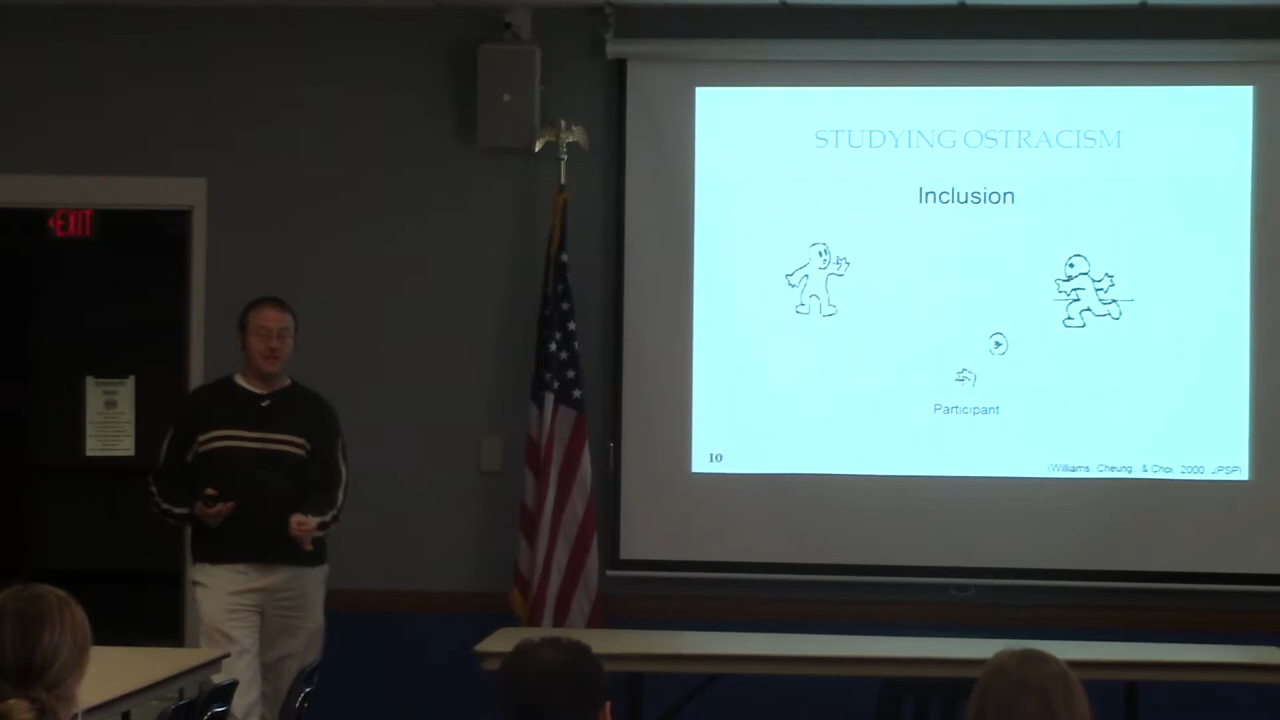 EXIT
STUDYING OSTRACISM
Inclusion
Participant
10
(Williams, Cheung, & Choi, 2000, JPSP)